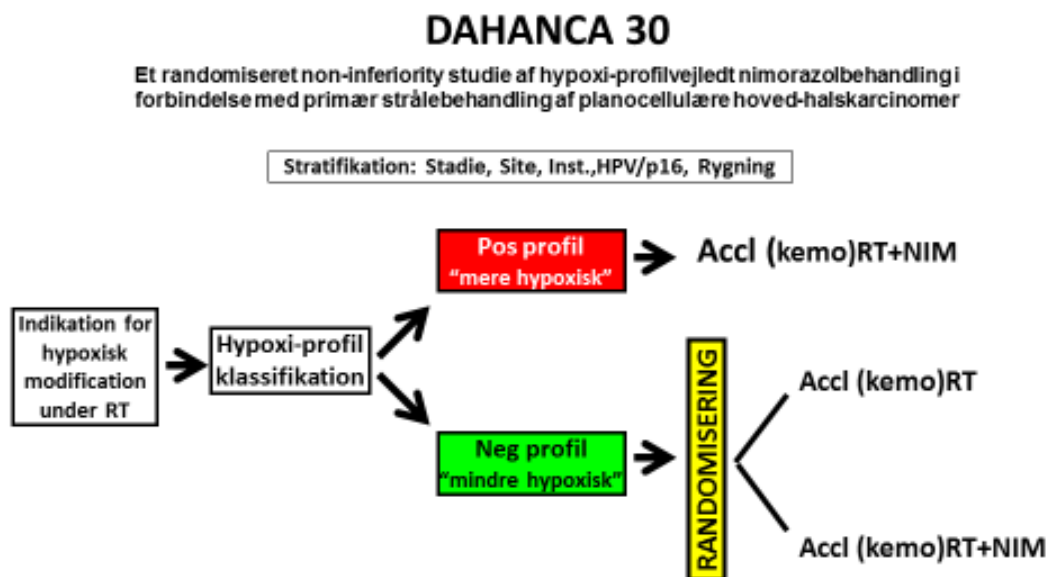 DAHANCA 30
Et randomiseret non-inferiority studie af hypoxi-profilvejledt nimorazolbehandling i
forbindelse med primær strålebehandling af planocellulære hoved-halskarcinomer
Stratifikation: Stadie, Site, Inst.,HPV/p16, Rygning
Pos profil
“mere hypoxisk”
Accl (kemo)RT+NIM
Indikation for
hypoxisk
modification
under RT
Hypoxi-profil
klassifikation
Neg profil
“mindre hypoxisk”
RANDOMISERING
Accl (kemo)RT
Accl (kemo)RT+NIM